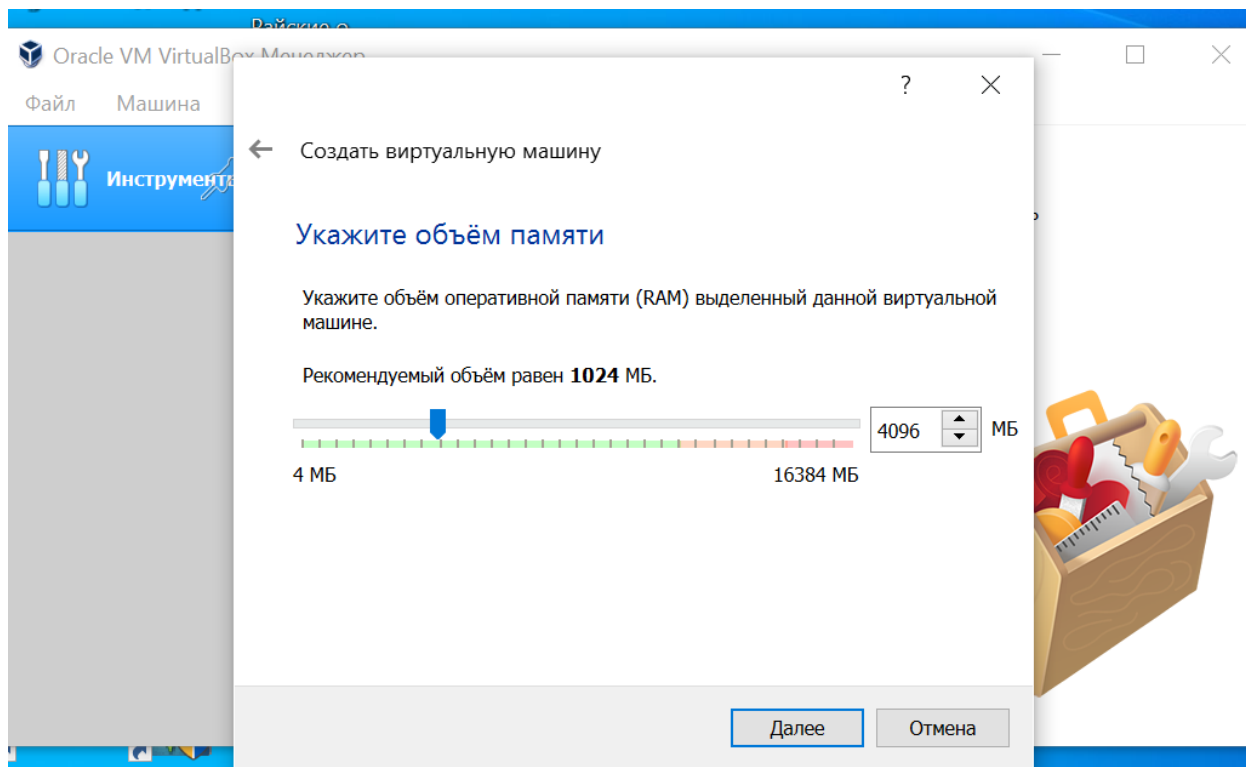 Oracle VM VirtualBox Менеджер
Файл Машина
?
Инструменты
Создать виртуальную машину
Укажите объём памяти
Укажите объём оперативной памяти (RAM) выделенный данной виртуальной
машине.
Рекомендуемый объём равен 1024 МБ.
4096 МБ
4 МБ 16384 МБ
Далее Отмена